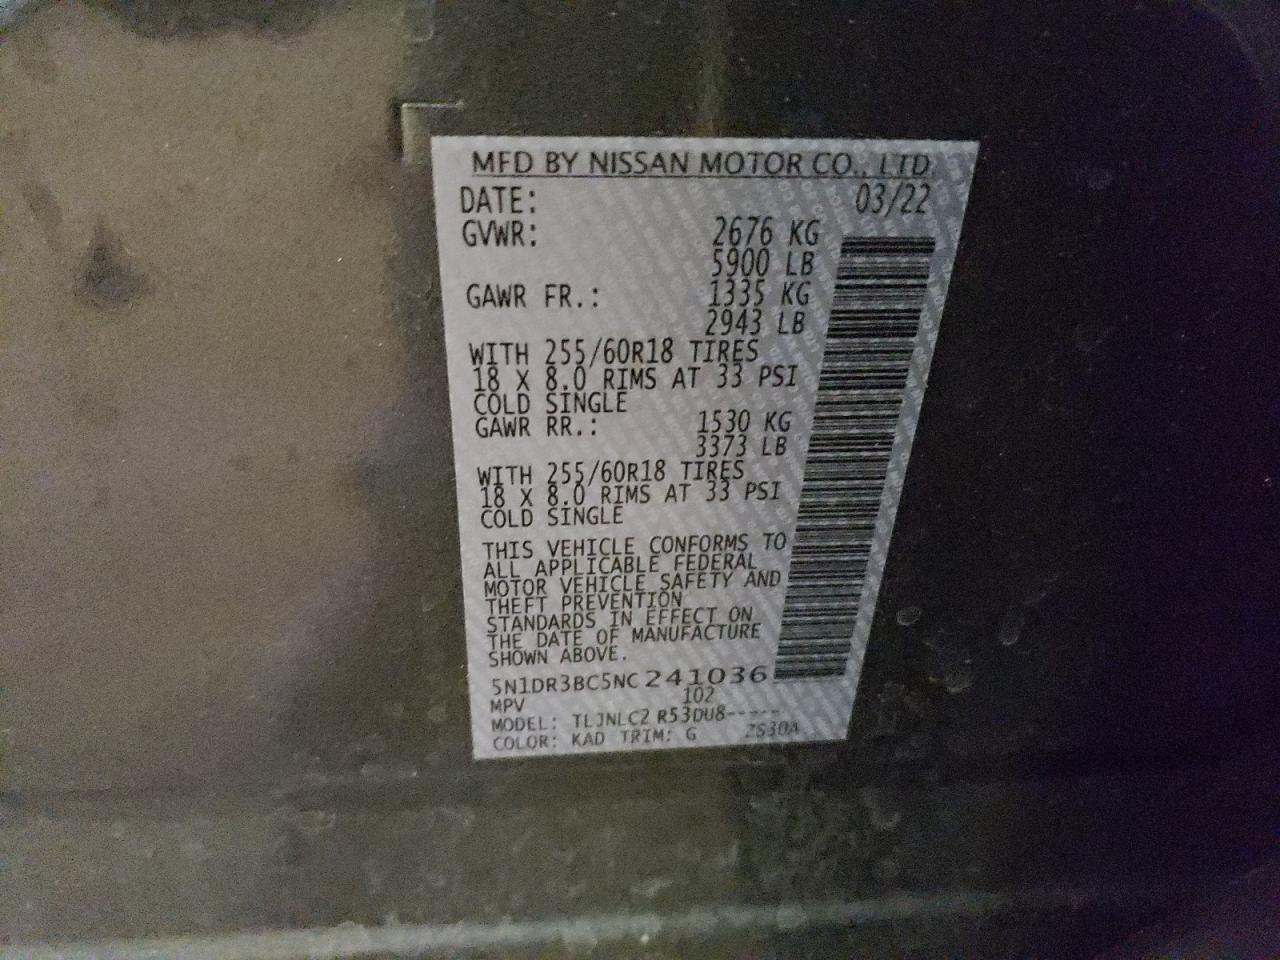 MFD BY NISSAN MOTOR CO., LTD.
DATE: 03/22
GVWR: 2676 KG
5900 LB
GAWR FR.: 1335 KG
2943 LB
WITH 255/60R18 TIRES
18 X 8.0 RIMS AT 33 PSI
COLD SINGLE
GAWR RR.: 1530 KG
3373 LB
WITH 255/60R18 TIRES
18 X 8.0 RIMS AT 33 PSI
COLD SINGLE
THIS VEHICLE CONFORMS TO
ALL APPLICABLE FEDERAL
MOTOR VEHICLE SAFETY AND
THEFT PREVENTION
STANDARDS IN EFFECT ON
THE DATE OF MANUFACTURE
SHOWN ABOVE.
5N1DR3BC5NC241036
MPV 102
MODEL: TLJNLC2 R53DU8-----
COLOR: KAD TRIM: G ZS30A